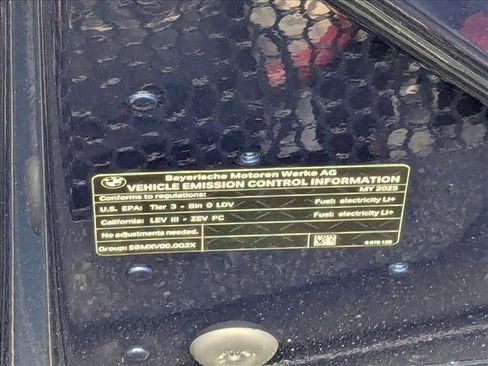 Bayerische Motoren Werke AG
VEHICLE EMISSION CONTROL INFORMATION
Conforms to regulations: MY 2025
U.S. EPA: Tier 3 - Bin 0 LDV Fuel: electricity Li+
California: LEV III - ZEV PC Fuel: electricity Li+
No adjustments needed.
Group: SBMXV00.0G2X